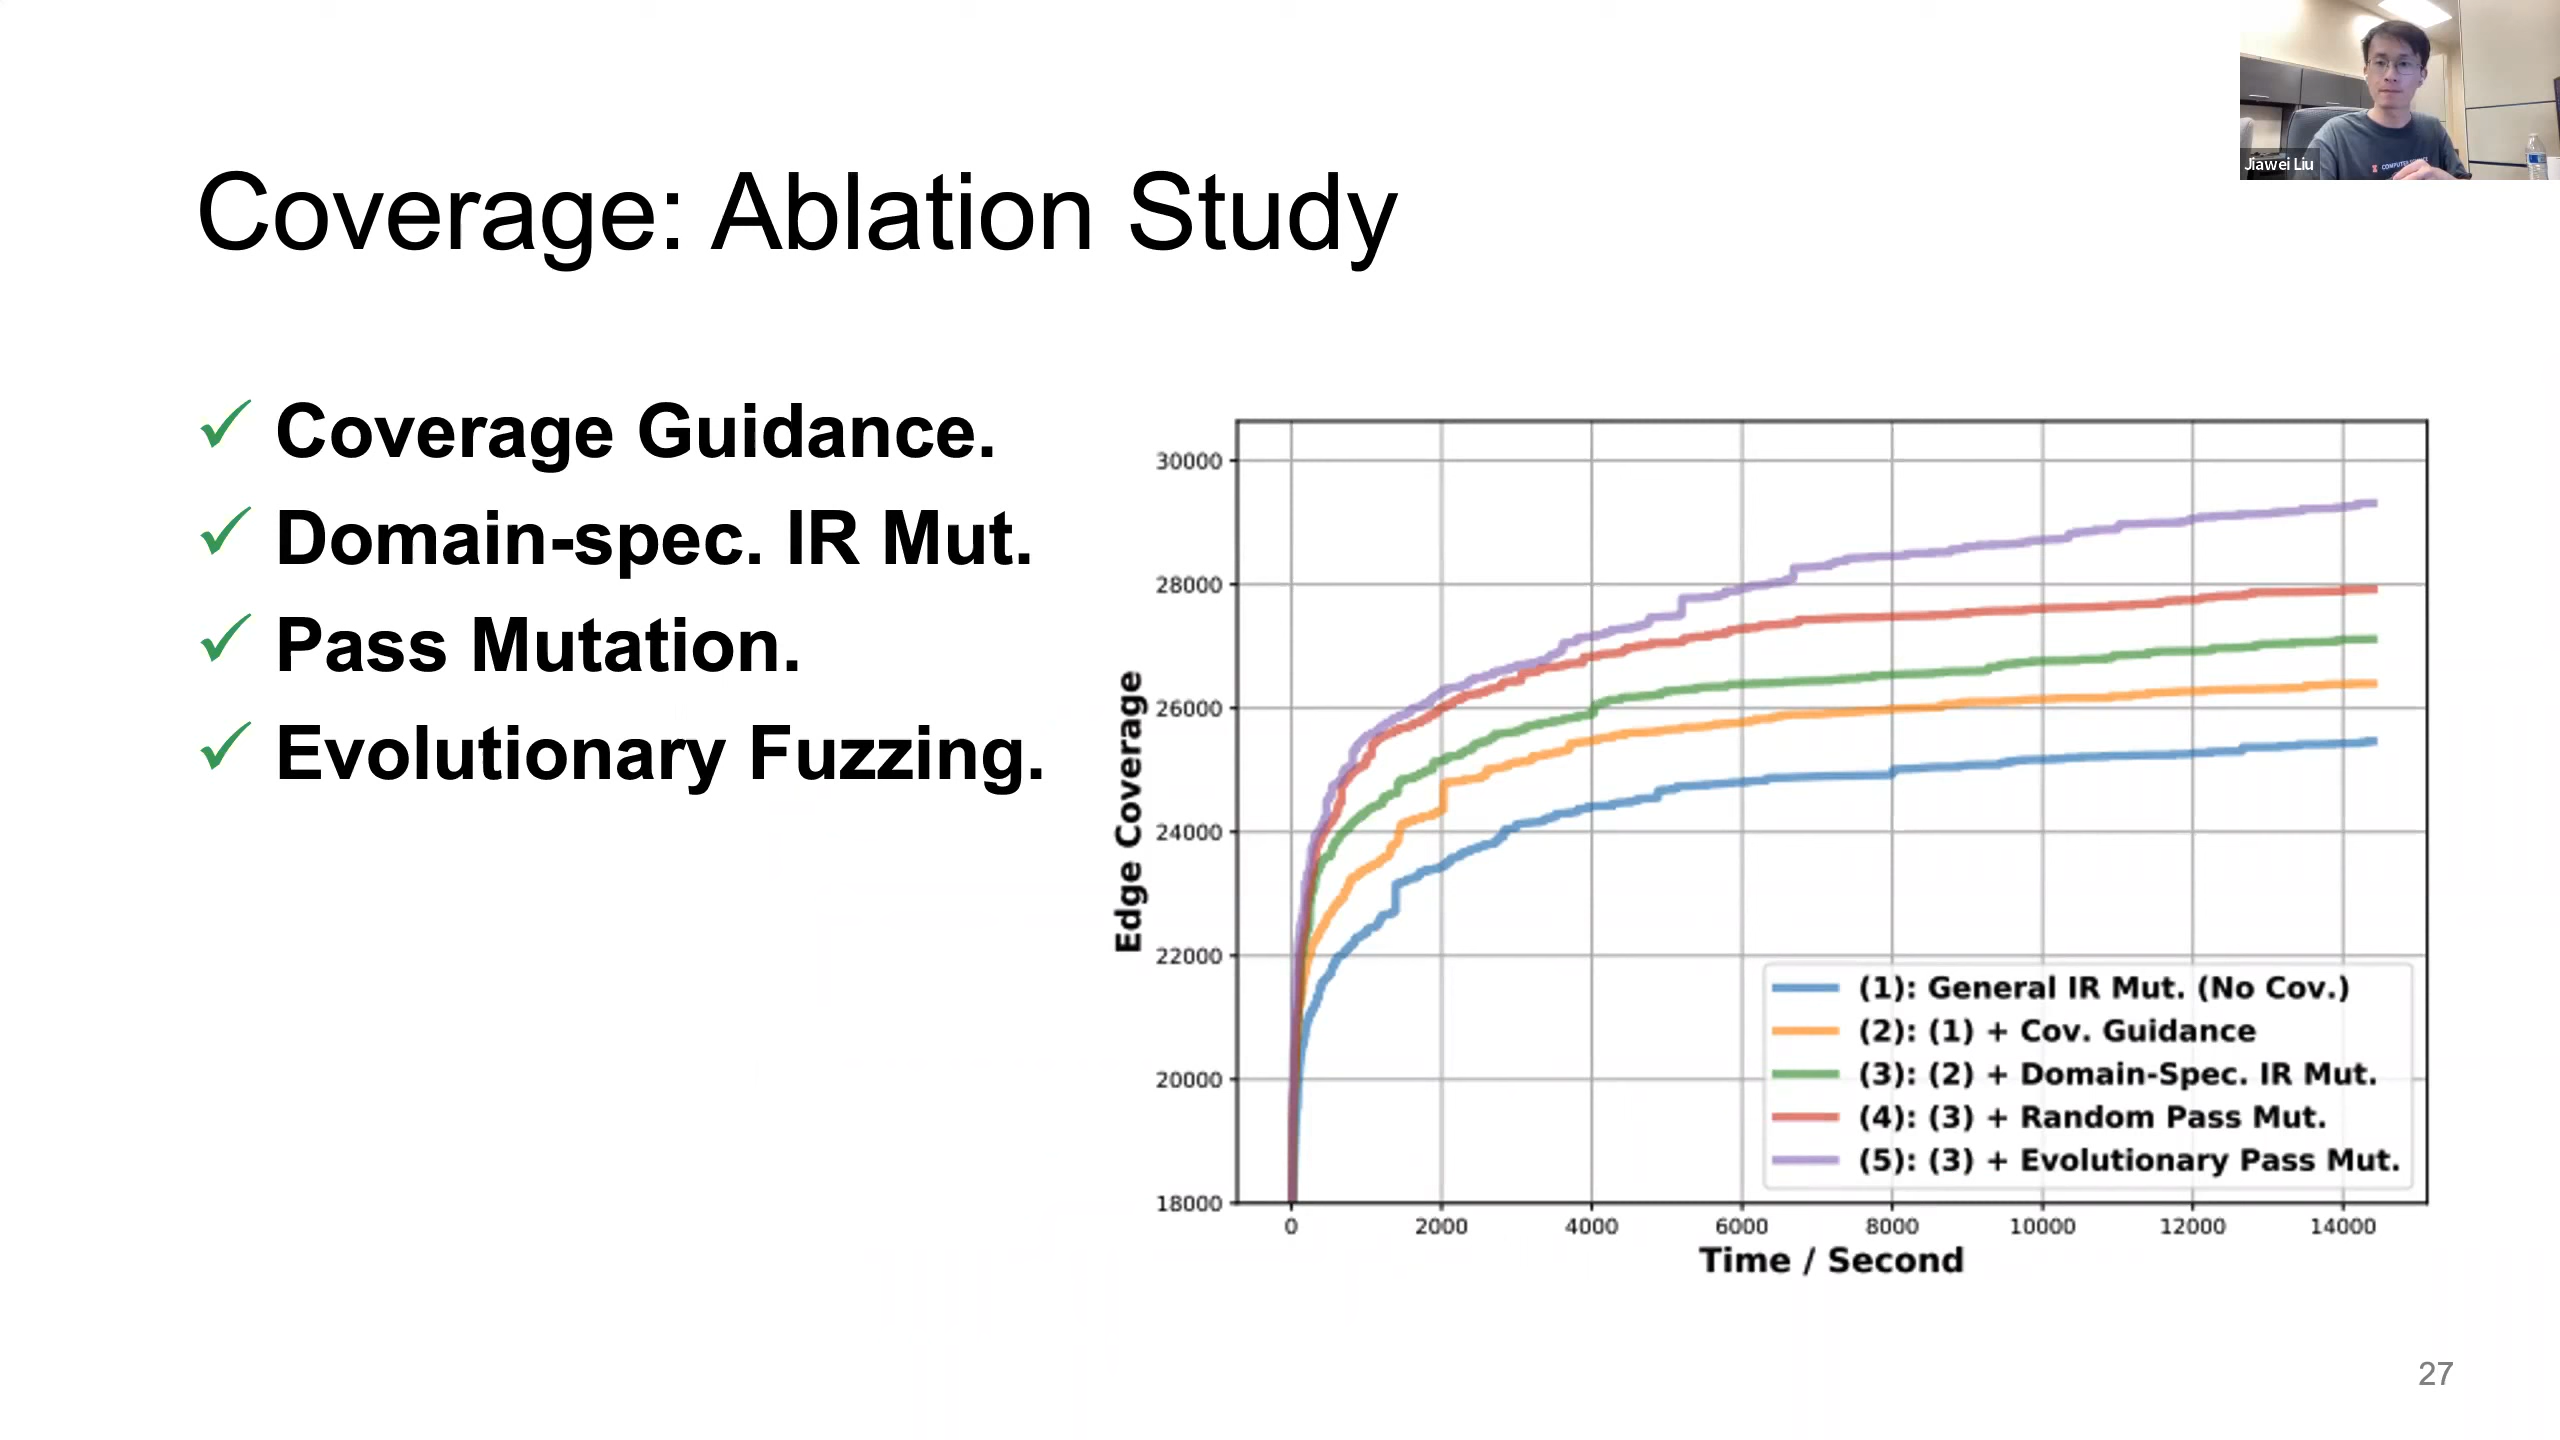 Jiawei Liu
Coverage: Ablation Study
✓ Coverage Guidance.
✓ Domain-spec. IR Mut.
✓ Pass Mutation.
✓ Evolutionary Fuzzing.
Edge Coverage
30000
28000
26000
24000
22000
20000
18000
(1): General IR Mut. (No Cov.)
(2): (1) + Cov. Guidance
(3): (2) + Domain-Spec. IR Mut.
(4): (3) + Random Pass Mut.
(5): (3) + Evolutionary Pass Mut.
0 2000 4000 6000 8000 10000 12000 14000
Time / Second
27